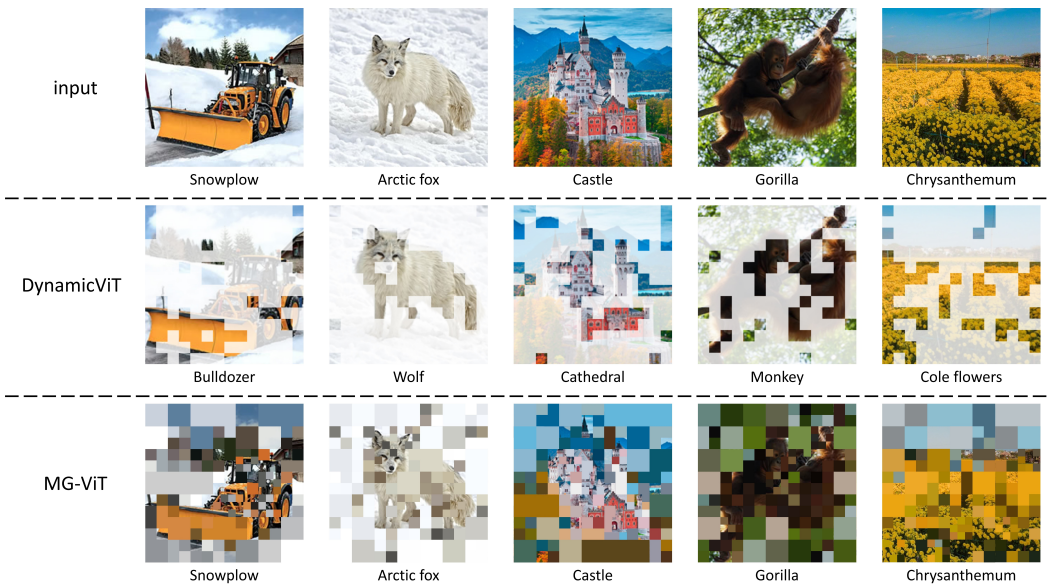 input
Snowplow Arctic fox Castle Gorilla Chrysanthemum
DynamicViT
Bulldozer Wolf Cathedral Monkey Cole flowers
MG-ViT
Snowplow Arctic fox Castle Gorilla Chrysanthemum